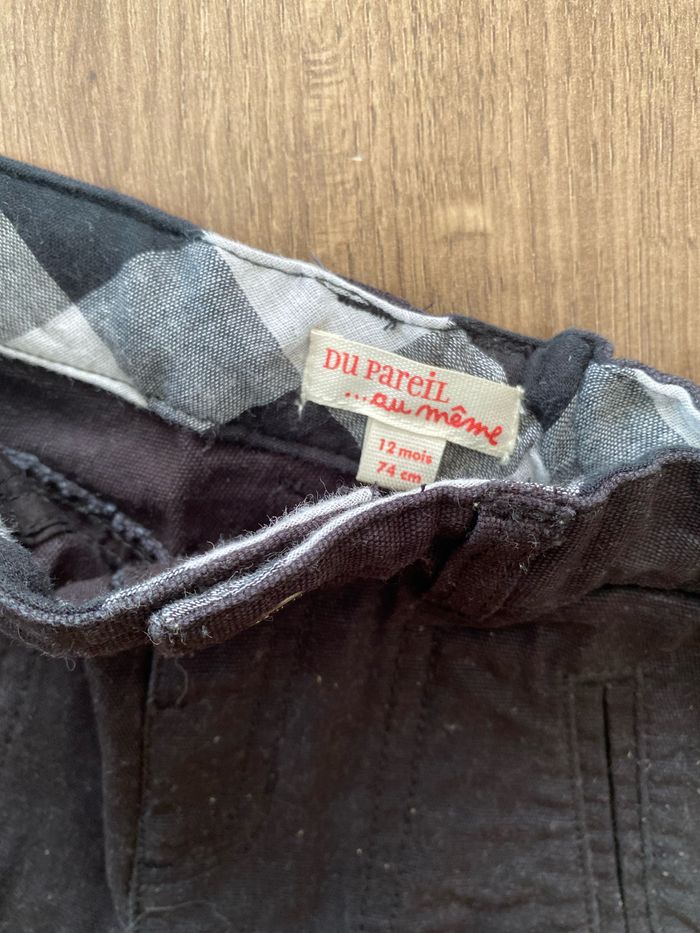 DU PAREIL
...au même
12 mois
74 cm